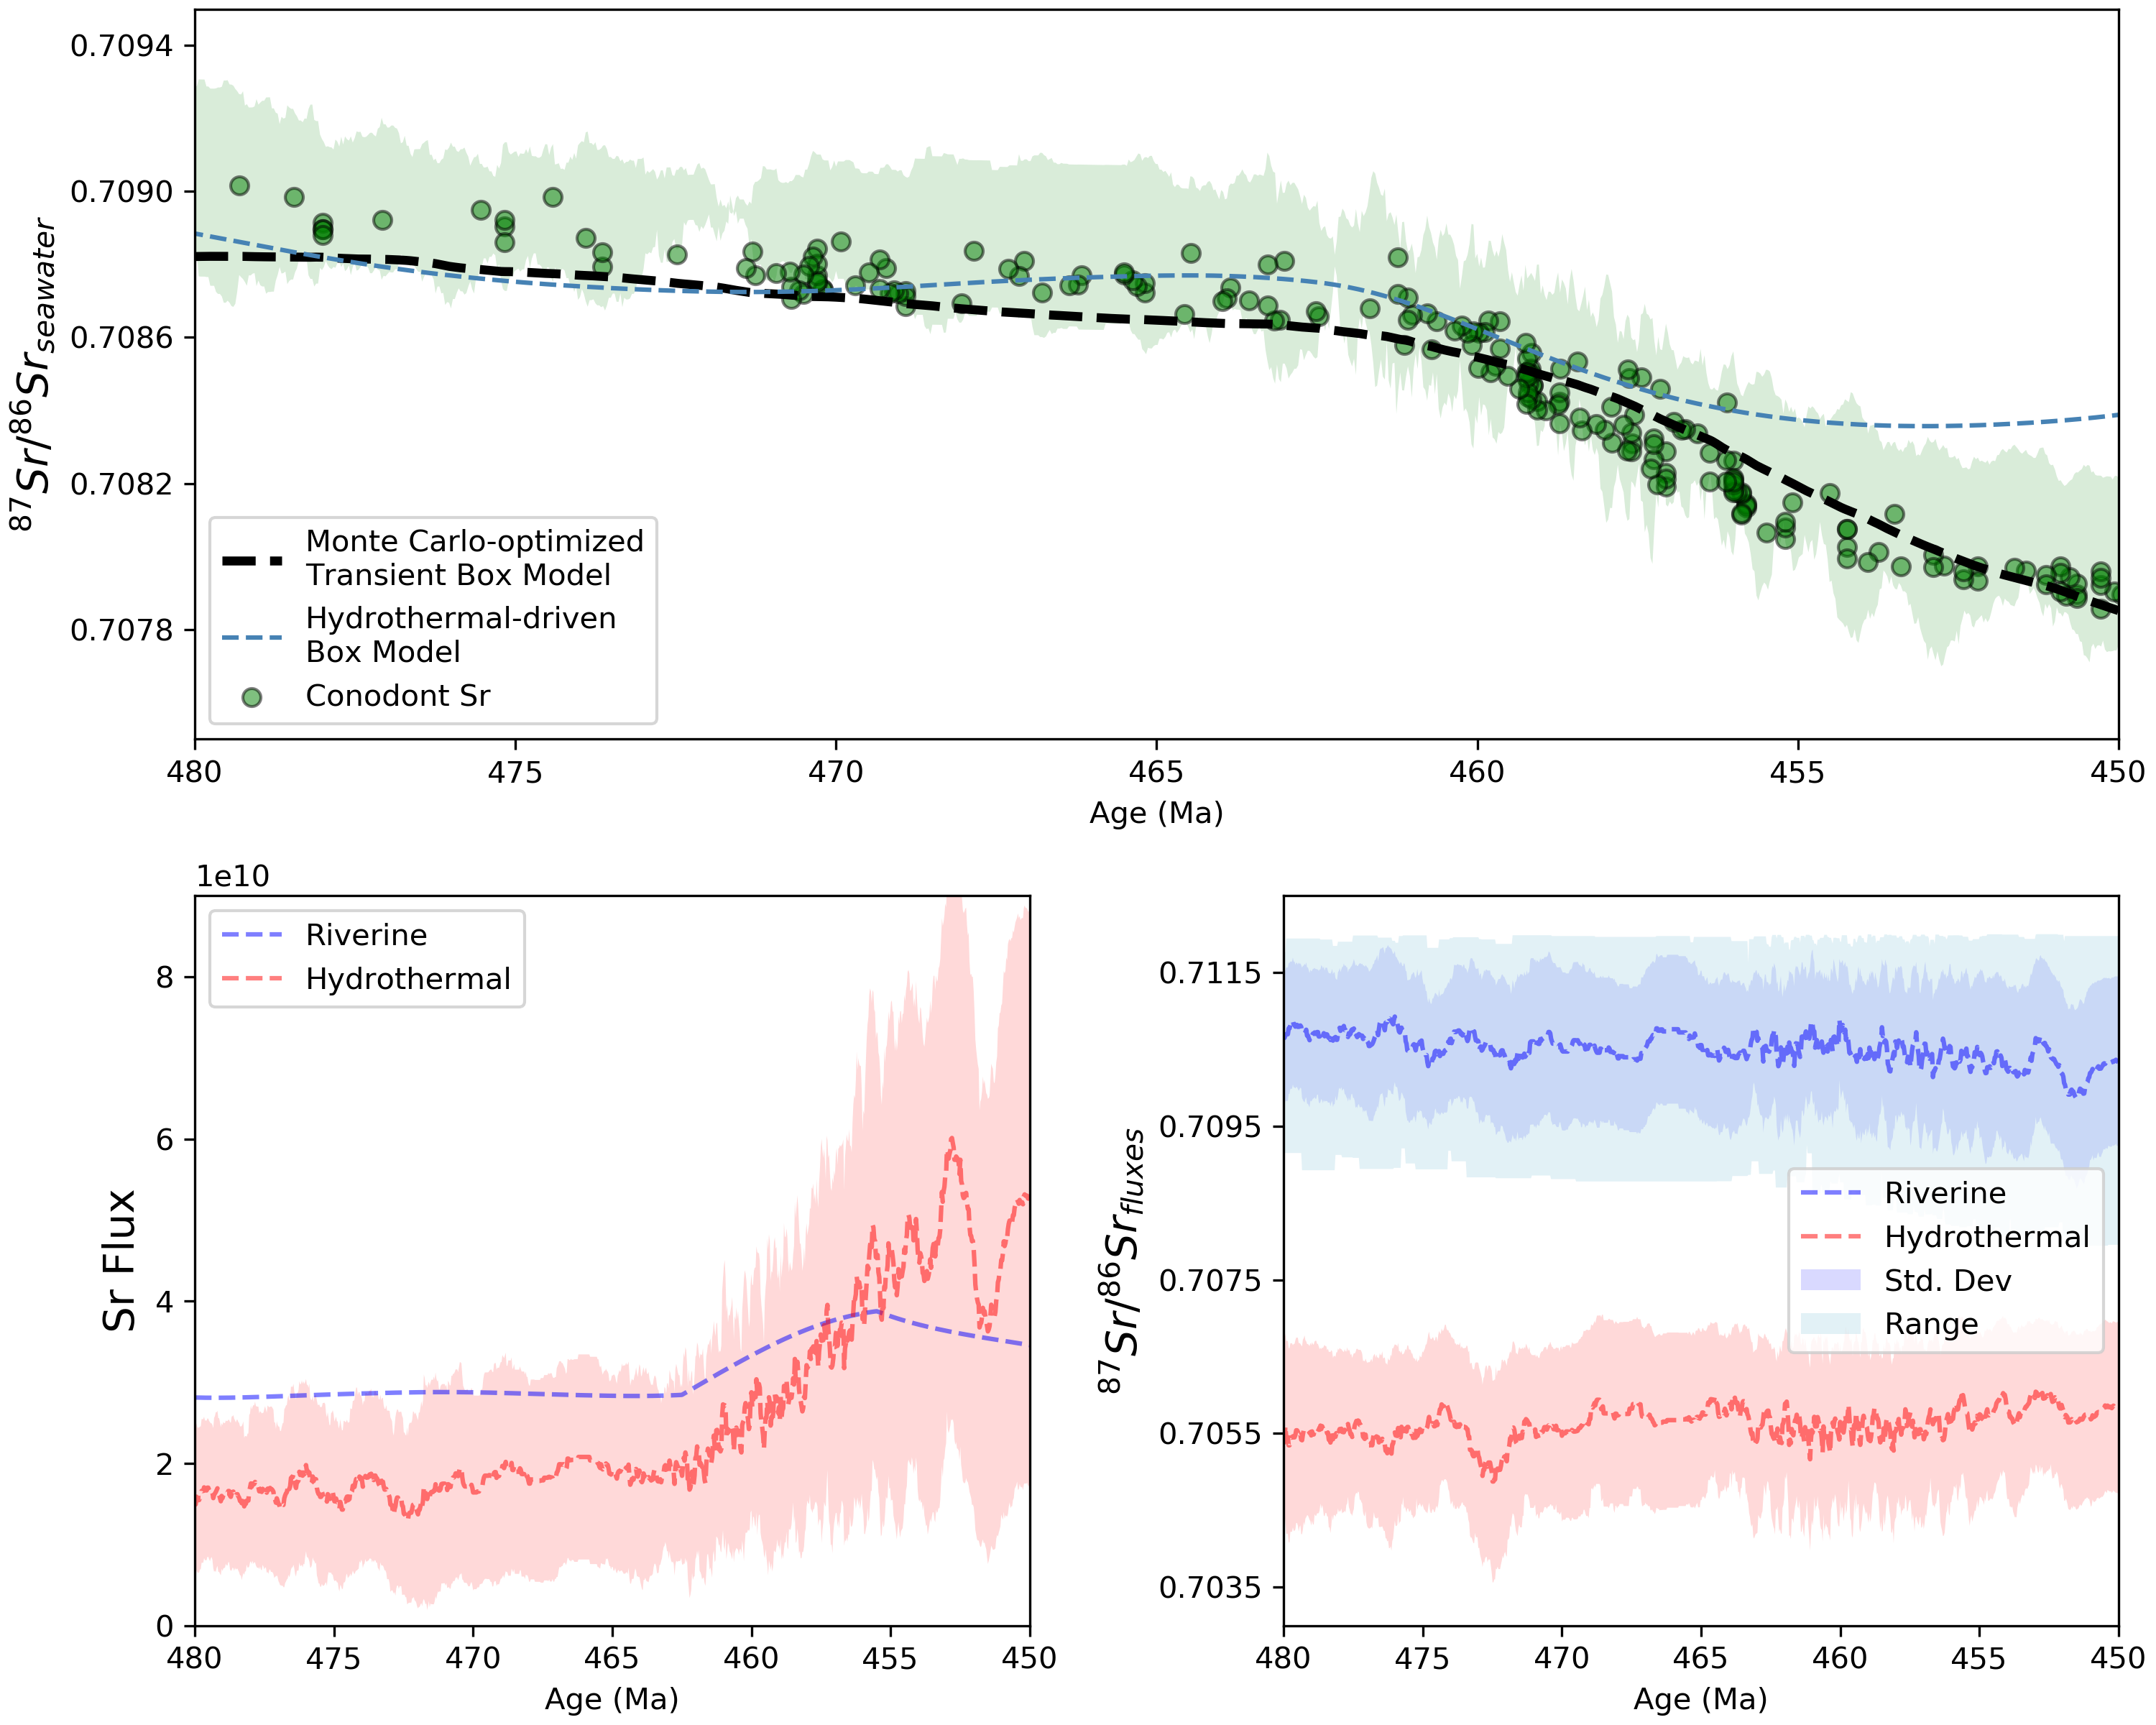 0.7094
0.7090
0.7086
0.7082
0.7078
87Sr/86Sr seawater
Monte Carlo-optimized
Transient Box Model
Hydrothermal-driven
Box Model
Conodont Sr
480 475 470 465 460 455 450
Age (Ma)
1e10
8
6
4
2
0
Sr Flux
Riverine
Hydrothermal
480 475 470 465 460 455 450
Age (Ma)
0.7115
0.7095
0.7075
0.7055
0.7035
87Sr/86Sr fluxes
Riverine
Hydrothermal
Std. Dev
Range
480 475 470 465 460 455 450
Age (Ma)